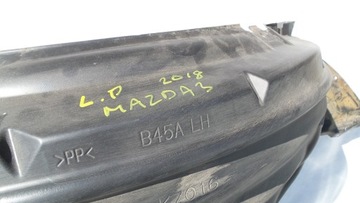 L.P 2018
MAZDA3
>PP<
B45A LH